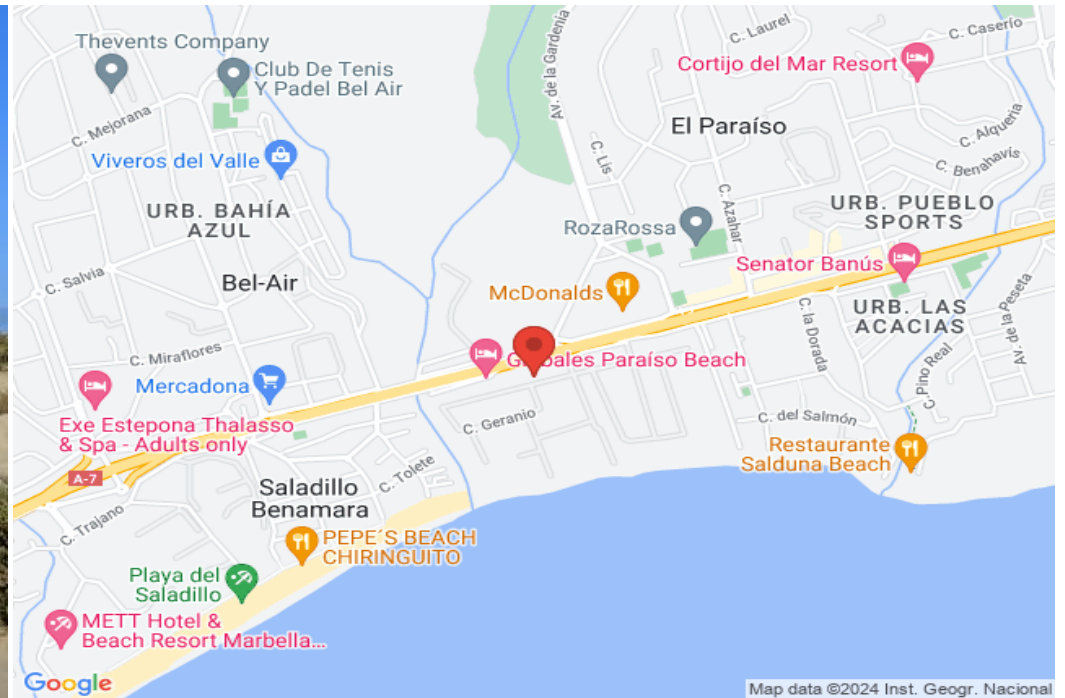 Thevents Company
Club De Tenis
Y Padel Bel Air
Av. de la Gardenia
C. Laurel
C. Caserío
Cortijo del Mar Resort
C. Mejorana
Viveros del Valle
C. Lis
El Paraíso
C. Alquería
C. Benahavís
URB. BAHÍA
AZUL
C. Azahar
URB. PUEBLO
SPORTS
RozaRossa
C. Salvia
Bel-Air
Senator Banús
McDonalds
URB. LAS
ACACIAS
C. la Dorada
Av. de la Peseta
C. Miraflores
Globales Paraíso Beach
Mercadona
C. Pino Real
Exe Estepona Thalasso
& Spa - Adults only
C. Geranio
C. del Salmón
Restaurante
Salduna Beach
A-7
C. Tolete
Saladillo
Benamara
C. Trajano
PEPE´S BEACH
CHIRINGUITO
Playa del
Saladillo
METT Hotel &
Beach Resort Marbella...
Google
Map data ©2024 Inst. Geogr. Nacional